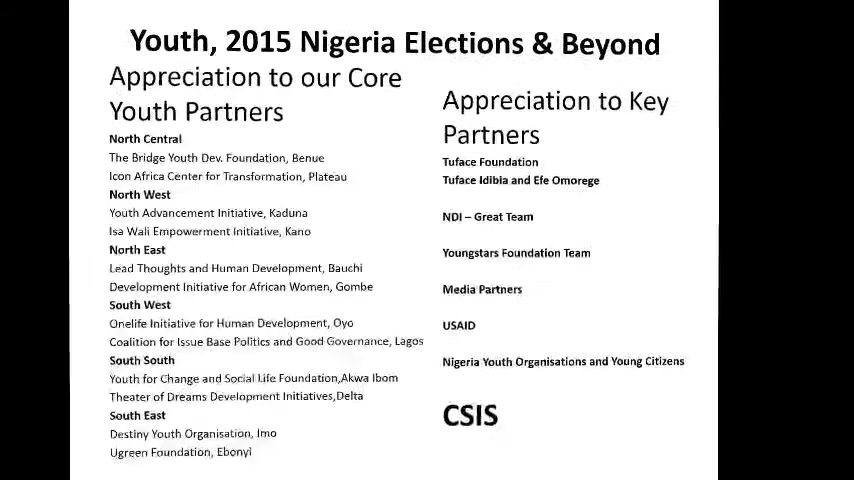 Youth, 2015 Nigeria Elections & Beyond
Appreciation to our Core
Youth Partners
North Central
The Bridge Youth Dev. Foundation, Benue
Icon Africa Center for Transformation, Plateau
North West
Youth Advancement Initiative, Kaduna
Isa Wali Empowerment Initiative, Kano
North East
Lead Thoughts and Human Development, Bauchi
Development Initiative for African Women, Gombe
South West
Onelife Initiative for Human Development, Oyo
Coalition for Issue Base Politics and Good Governance, Lagos
South South
Youth for Change and Social Life Foundation,Akwa Ibom
Theater of Dreams Development Initiatives,Delta
South East
Destiny Youth Organisation, Imo
Ugreen Foundation, Ebonyi
Appreciation to Key
Partners
Tuface Foundation
Tuface Idibia and Efe Omorege
NDI – Great Team
Youngstars Foundation Team
Media Partners
USAID
Nigeria Youth Organisations and Young Citizens
CSIS